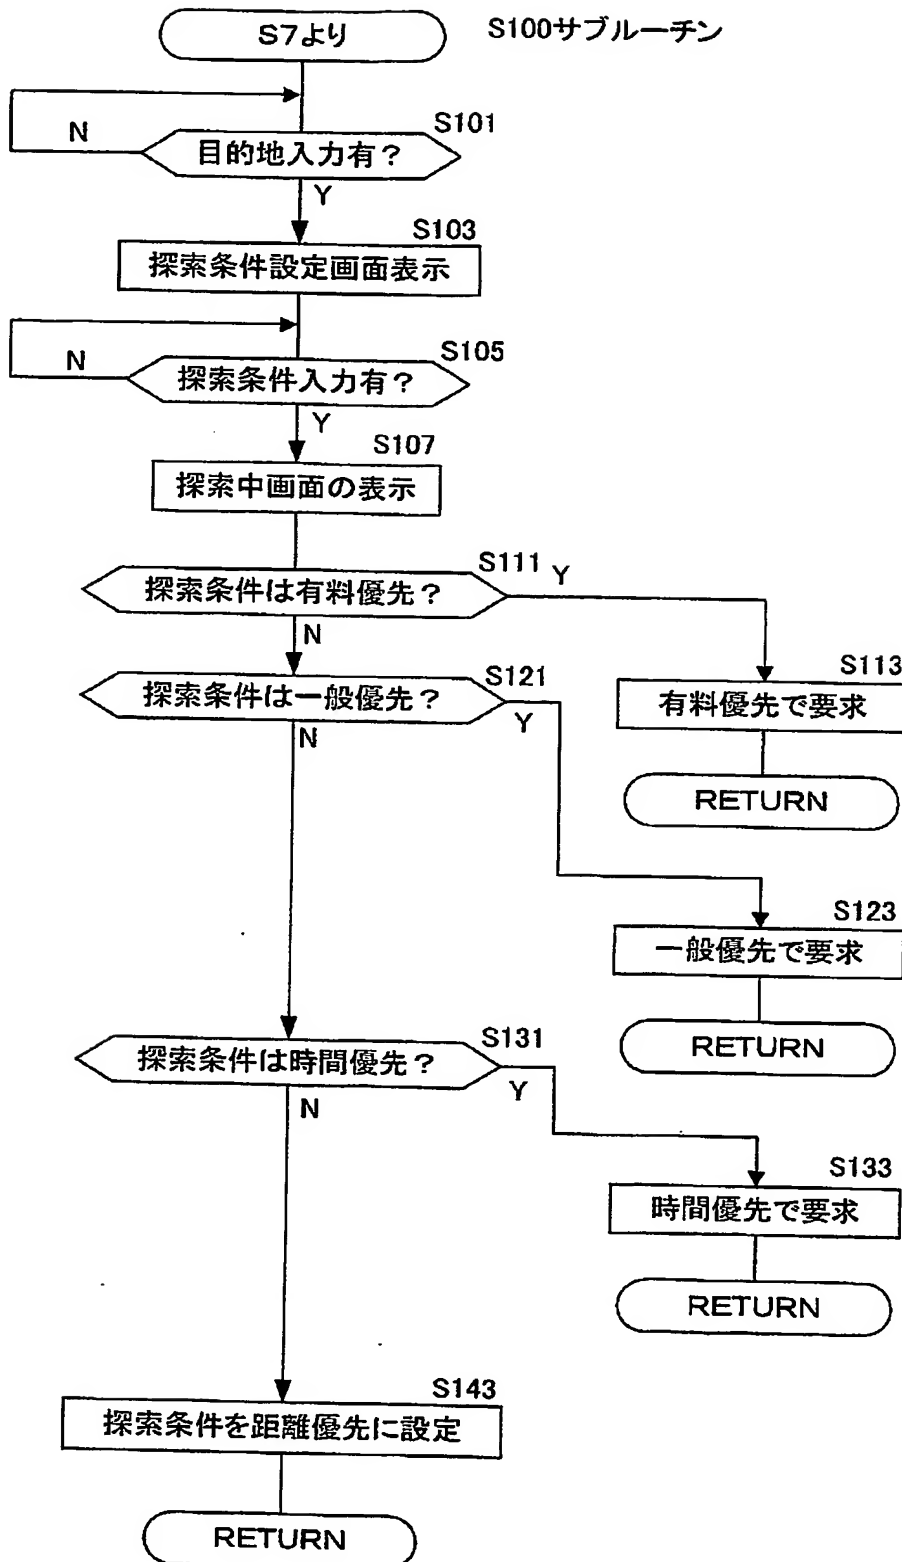 S7より
S100サブルーチン
S101
N
目的地入力有?
Y
S103
探索条件設定画面表示
N
S105
探索条件入力有?
Y
S107
探索中画面の表示
S111
Y
探索条件は有料優先?
N
S113
有料優先で要求
S121
探索条件は一般優先?
Y
N
RETURN
S123
一般優先で要求
RETURN
S131
探索条件は時間優先?
Y
N
S133
時間優先で要求
RETURN
S143
探索条件を距離優先に設定
RETURN